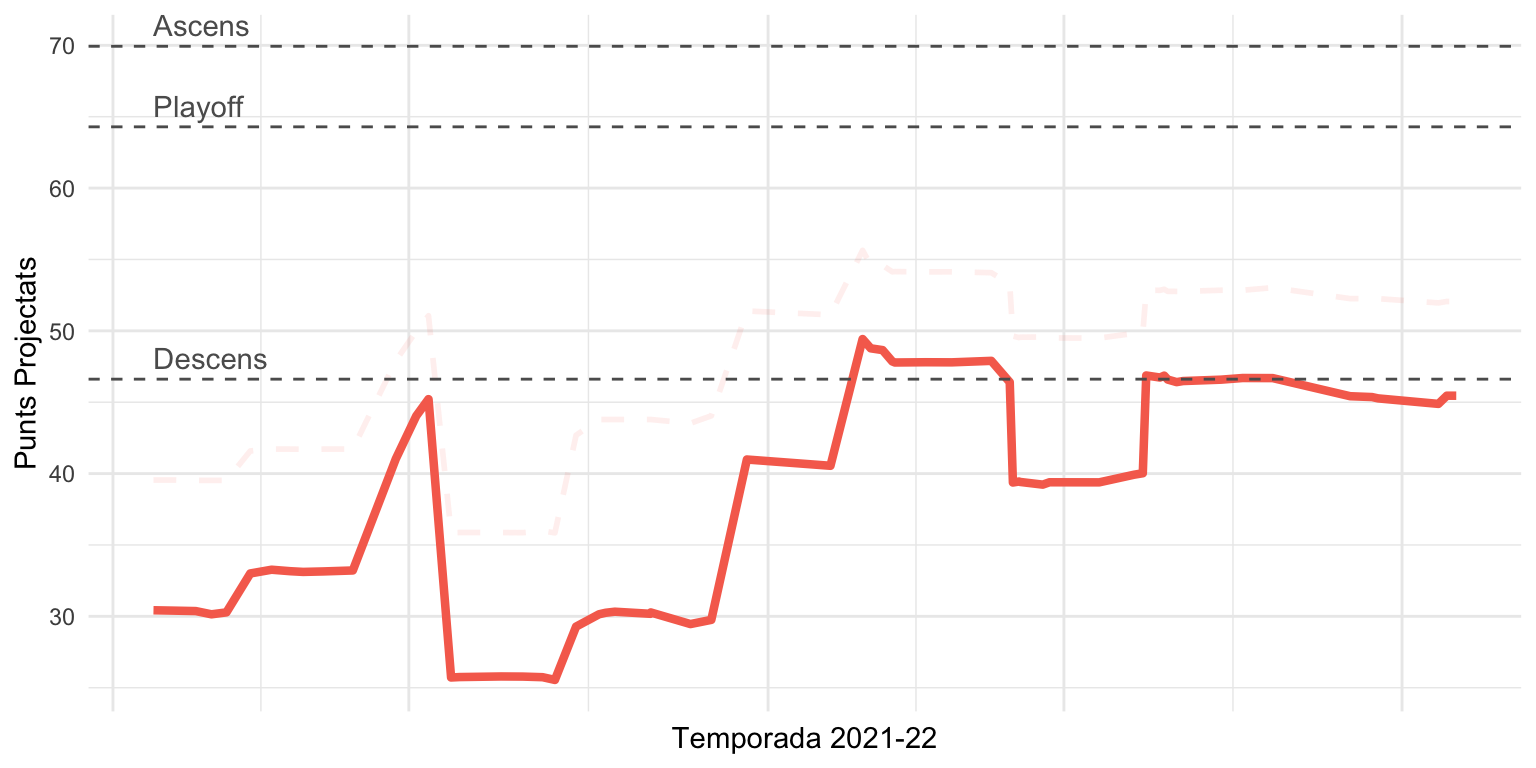 Ascens
70
Playoff
60
50
Descens
40
30
Punts Projectats
Temporada 2021-22